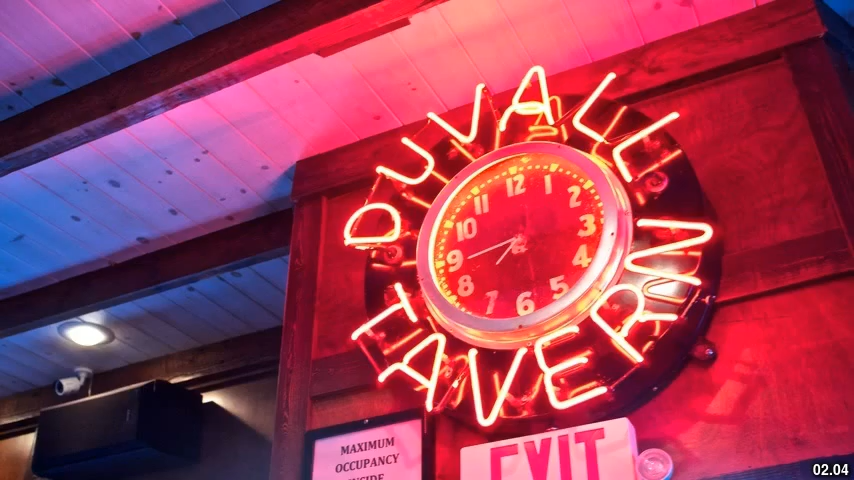 DUVALL
TAVERN
12
1
2
3
4
5
6
7
8
9
10
11
MAXIMUM
OCCUPANCY
INSIDE
EXIT
02.04